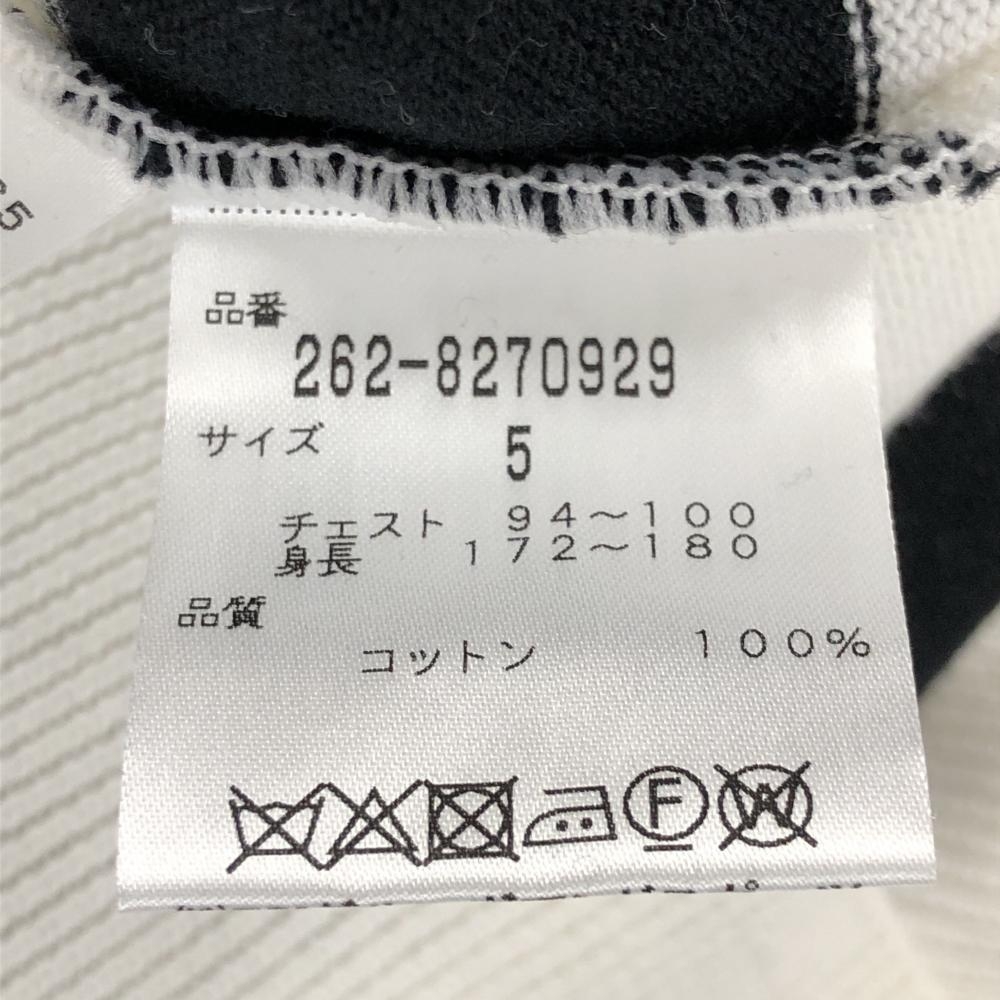 品番
262-8270929
サイズ 5
チェスト 94〜100
身長 172〜180
品質
コットン 100%
F
W